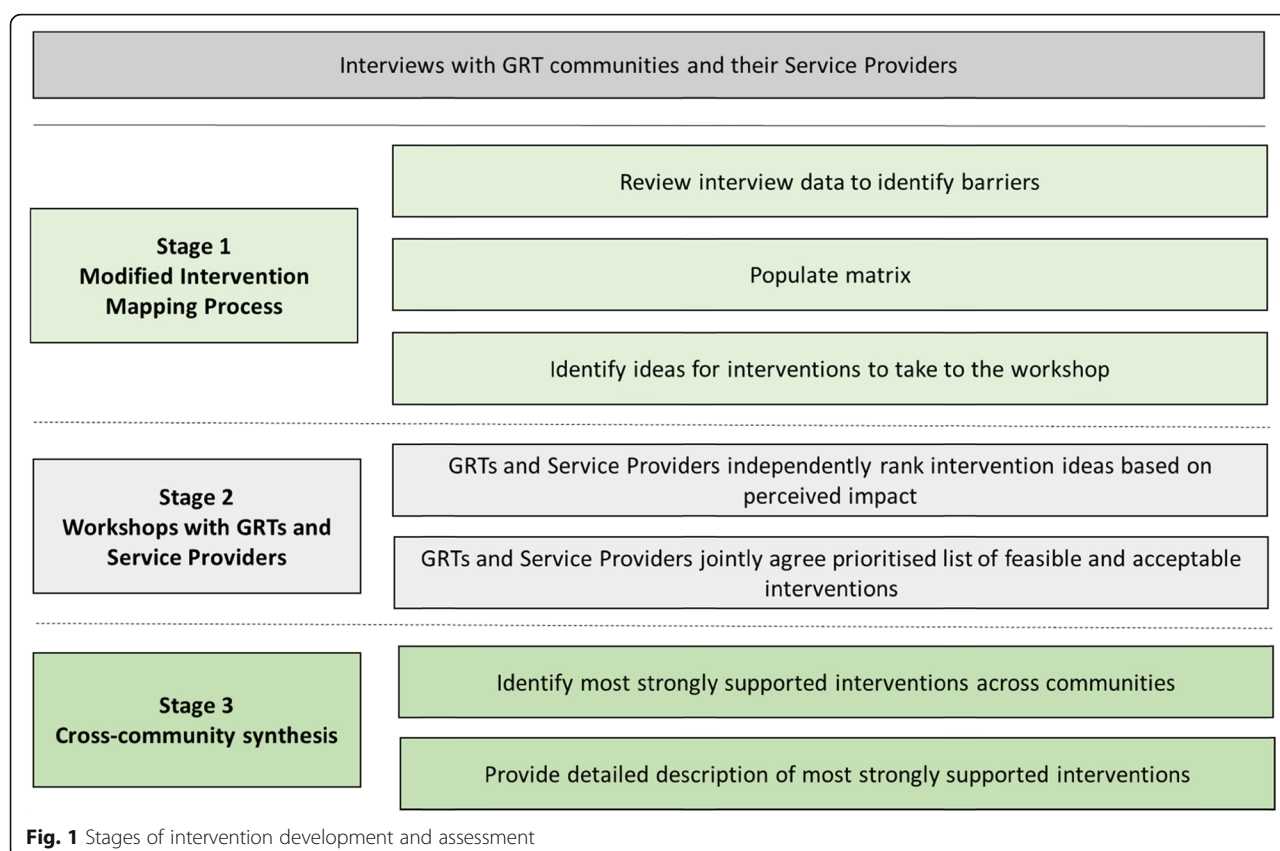 Interviews with GRT communities and their Service Providers
Stage 1
Modified Intervention
Mapping Process
Review interview data to identify barriers
Populate matrix
Identify ideas for interventions to take to the workshop
Stage 2
Workshops with GRTs and
Service Providers
GRTs and Service Providers independently rank intervention ideas based on
perceived impact
GRTs and Service Providers jointly agree prioritised list of feasible and acceptable
interventions
Stage 3
Cross-community synthesis
Identify most strongly supported interventions across communities
Provide detailed description of most strongly supported interventions
Fig. 1 Stages of intervention development and assessment